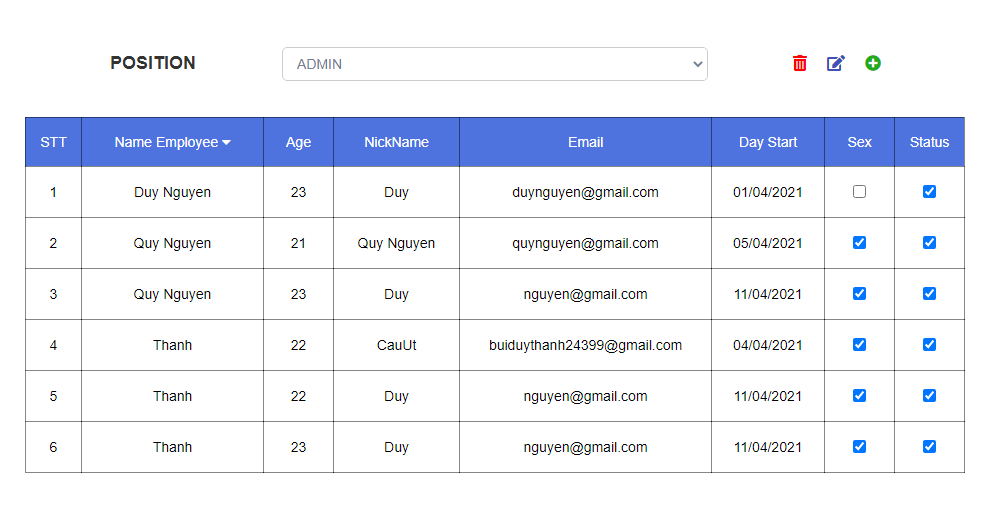 POSITION ADMIN
STT Name Employee Age NickName Email Day Start Sex Status
1 Duy Nguyen 23 Duy duynguyen@gmail.com 01/04/2021
2 Quy Nguyen 21 Quy Nguyen quynguyen@gmail.com 05/04/2021
3 Quy Nguyen 23 Duy nguyen@gmail.com 11/04/2021
4 Thanh 22 CauUt buiduythanh24399@gmail.com 04/04/2021
5 Thanh 22 Duy nguyen@gmail.com 11/04/2021
6 Thanh 23 Duy nguyen@gmail.com 11/04/2021